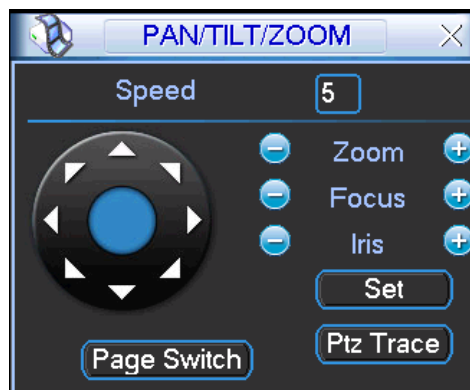 PAN/TILT/ZOOM
Speed 5
Zoom
Focus
Iris
Set
Ptz Trace
Page Switch